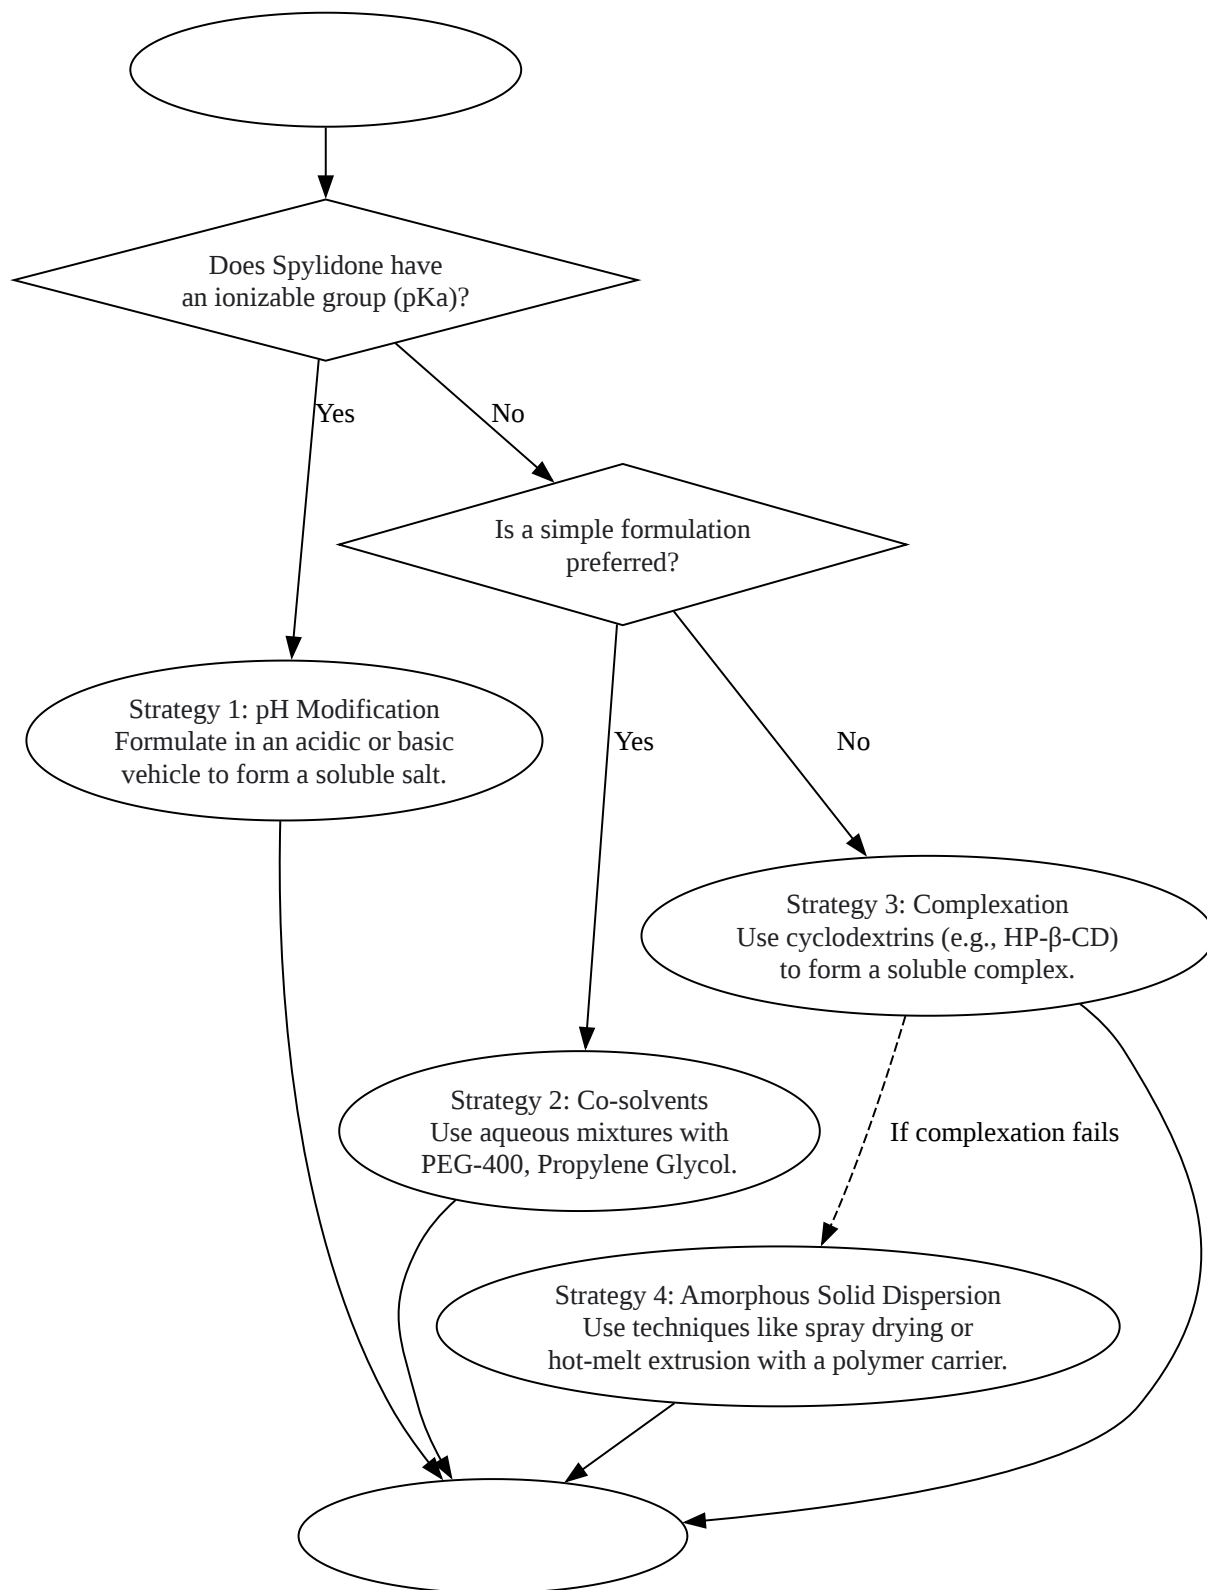 Does Spylidone have
an ionizable group (pKa)?
Yes
No
Is a simple formulation
preferred?
Strategy 1: pH Modification
Formulate in an acidic or basic
vehicle to form a soluble salt.
Yes
No
Strategy 3: Complexation
Use cyclodextrins (e.g., HP-β-CD)
to form a soluble complex.
Strategy 2: Co-solvents
Use aqueous mixtures with
PEG-400, Propylene Glycol.
If complexation fails
Strategy 4: Amorphous Solid Dispersion
Use techniques like spray drying or
hot-melt extrusion with a polymer carrier.